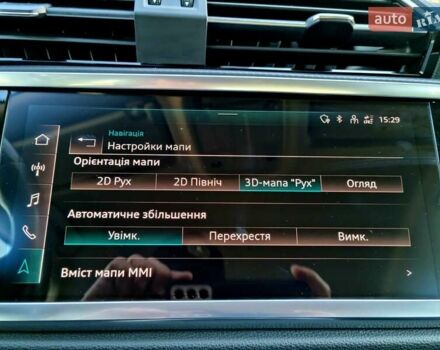 auto
RIA
15:29
Навігація
Настройки мапи
Орієнтація мапи
2D Рух 2D Північ 3D-мапа "Рух" Огляд
Автоматичне збільшення
Увімк. Перехрестя Вимк.
Вміст мапи MMI >